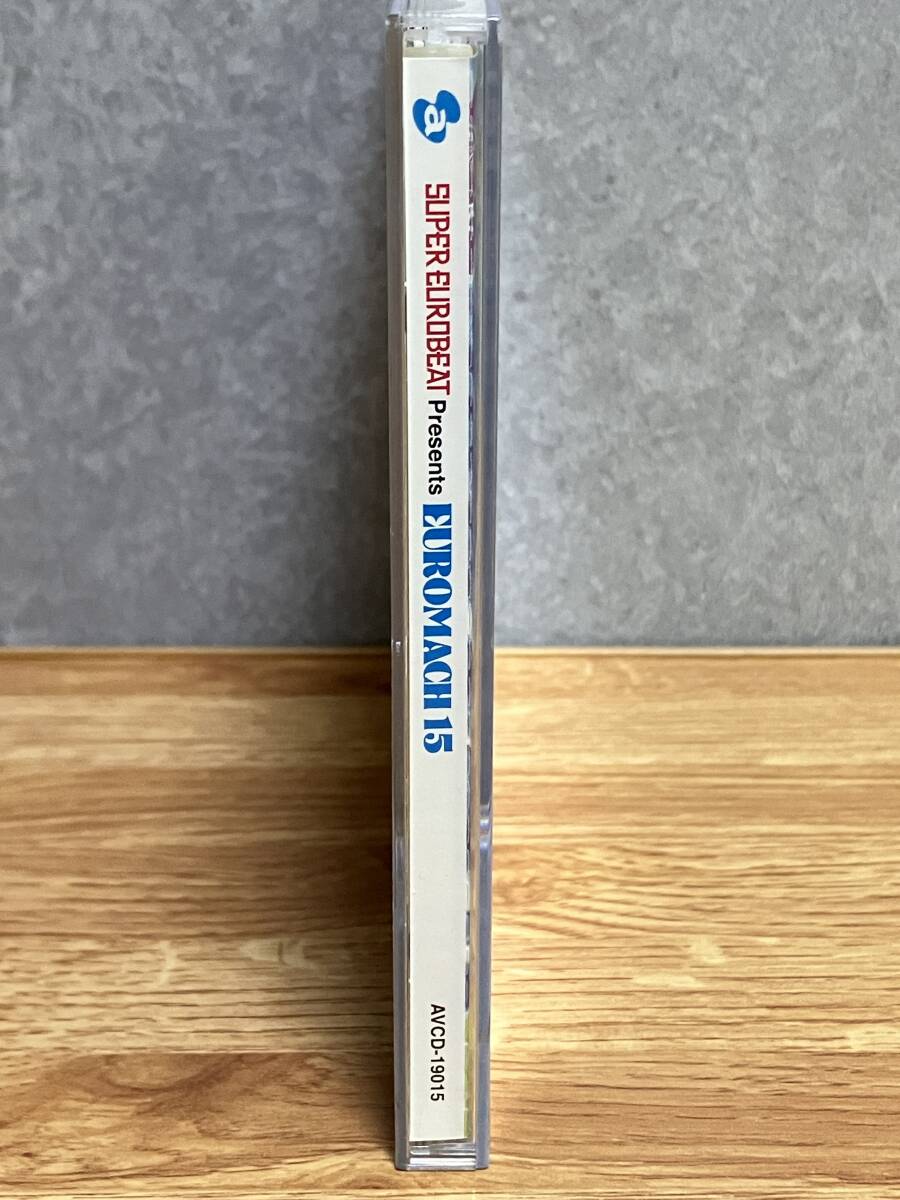 a
SUPER EUROBEAT Presents EUROMACH 15
AVCD-19015